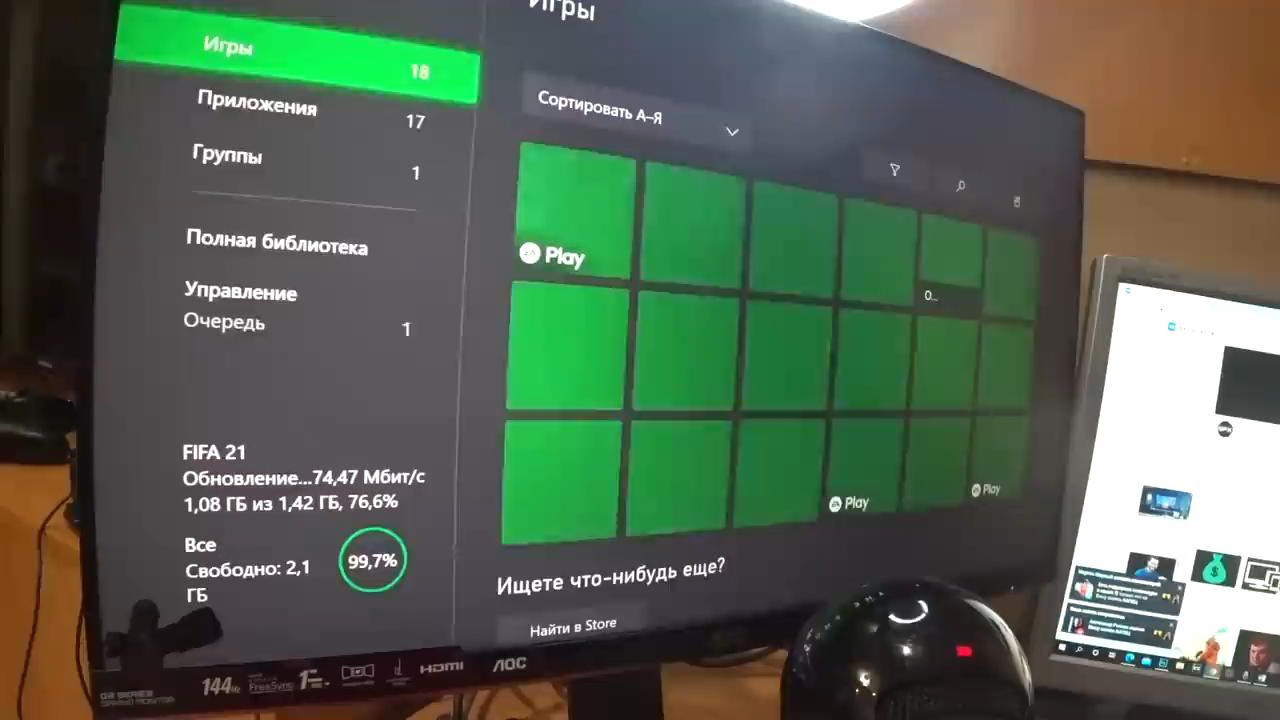 Игры
Игры
18
Сортировать А–Я
Приложения
17
Группы
1
Полная библиотека
Управление
Очередь
1
Play
О...
Play
Play
FIFA 21
Обновление...74,47 Мбит/с
1,08 ГБ из 1,42 ГБ, 76,6%
Все
Свободно: 2,1
ГБ
99,7%
Ищете что-нибудь еще?
Найти в Store
144Hz
FreeSync
HDMI
AOC